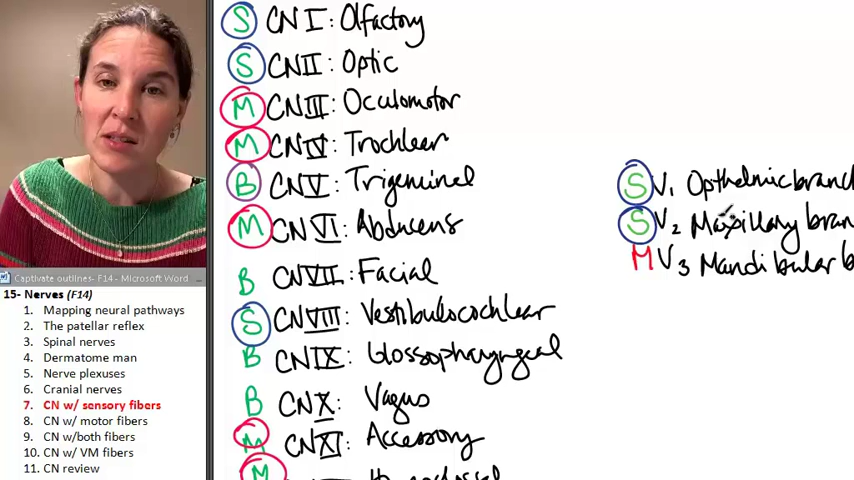 S CN I: Olfactory
S CN II: Optic
M CN III: Oculomotor
M CN IV: Trochlear
B CN V: Trigeminal
S V1 Opthelmic branch
S V2 Maxillary bran
M V3 Mandibular b
M CN VI: Abducens
B CN VII: Facial
S CN VIII: Vestibulocochlear
B CN IX: Glossopharyngeal
B CN X: Vagus
M CN XI: Accessory
M
Captivate outlines- F14 - Microsoft Word
15- Nerves (F14)
1. Mapping neural pathways
2. The patellar reflex
3. Spinal nerves
4. Dermatome man
5. Nerve plexuses
6. Cranial nerves
7. CN w/ sensory fibers
8. CN w/ motor fibers
9. CN w/both fibers
10. CN w/ VM fibers
11. CN review